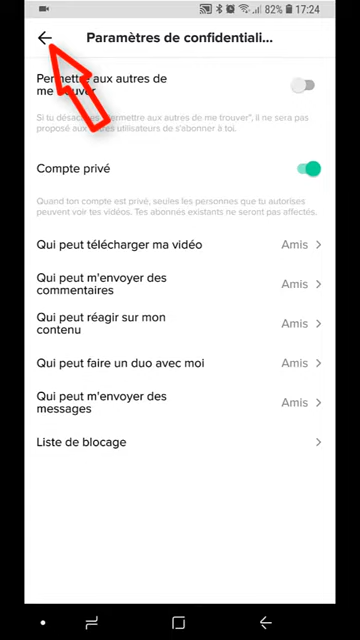 82% 17:24
Paramètres de confidentiali...
Permettre aux autres de
me trouver
Si tu désactives "Permettre aux autres de me trouver", il ne sera pas
proposé aux autres utilisateurs de s'abonner à toi.
Compte privé
Quand ton compte est privé, seules les personnes que tu autorises
peuvent voir tes vidéos. Tes abonnés existants ne seront pas affectés.
Qui peut télécharger ma vidéo Amis
Qui peut m'envoyer des
commentaires Amis
Qui peut réagir sur mon
contenu Amis
Qui peut faire un duo avec moi Amis
Qui peut m'envoyer des
messages Amis
Liste de blocage